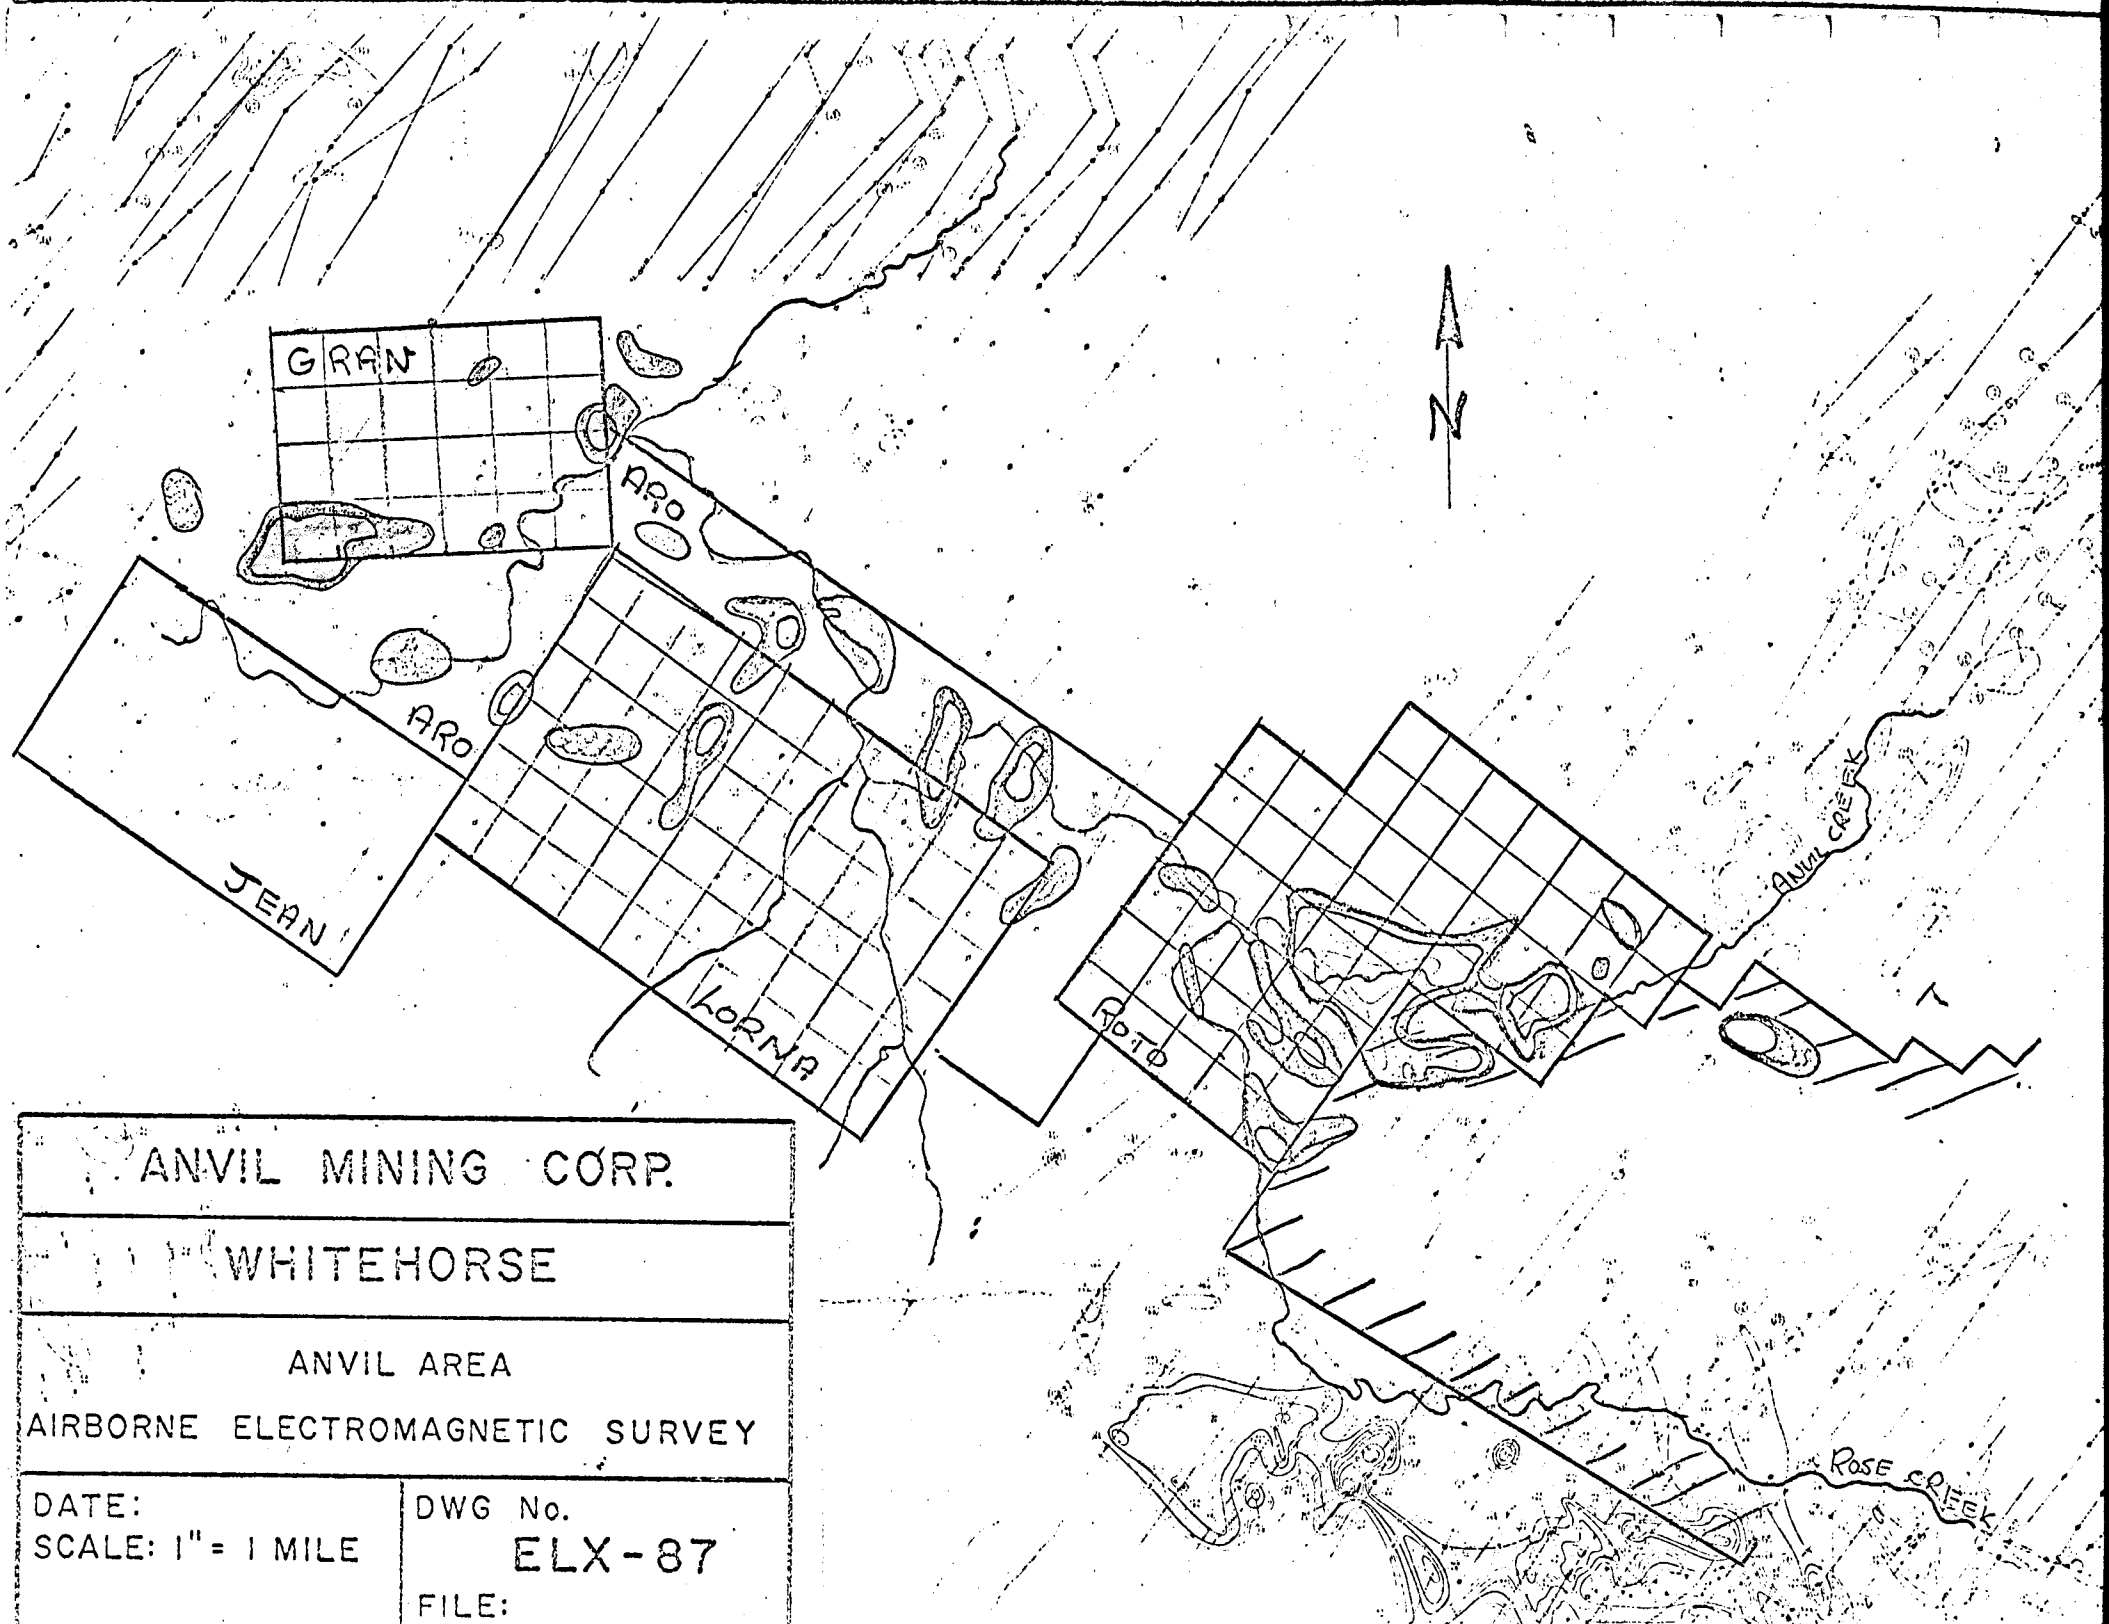 GRAN
N
ARO
ARO
JEAN
LORNA
ROTO
ANVIL CREEK
ROSE CREEK
ANVIL MINING CORP.
WHITEHORSE
ANVIL AREA
AIRBORNE ELECTROMAGNETIC SURVEY
DATE:
SCALE: 1" = 1 MILE
DWG No.
ELX-87
FILE: